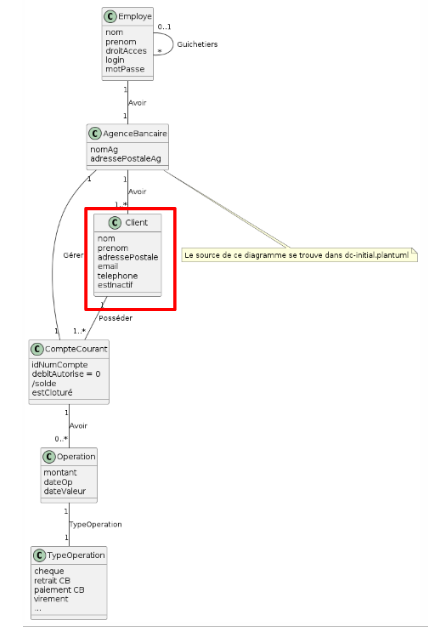 C Employe
nom
prenom
droitAcces
login
motPasse
0..1
Guichetiers
*
1
Avoir
1
C AgenceBancaire
nomAg
adressePostaleAg
1
1
Avoir
1..*
C Client
nom
prenom
adressePostale
email
telephone
estInactif
Le source de ce diagramme se trouve dans dc-initial.plantuml
Gérer
1
Posséder
1
1..*
C CompteCourant
idNumCompte
debitAutorise = 0
/solde
estCloturé
1
Avoir
0..*
C Operation
montant
dateOp
dateValeur
1
TypeOperation
1
C TypeOperation
cheque
retrait CB
paiement CB
virement
...